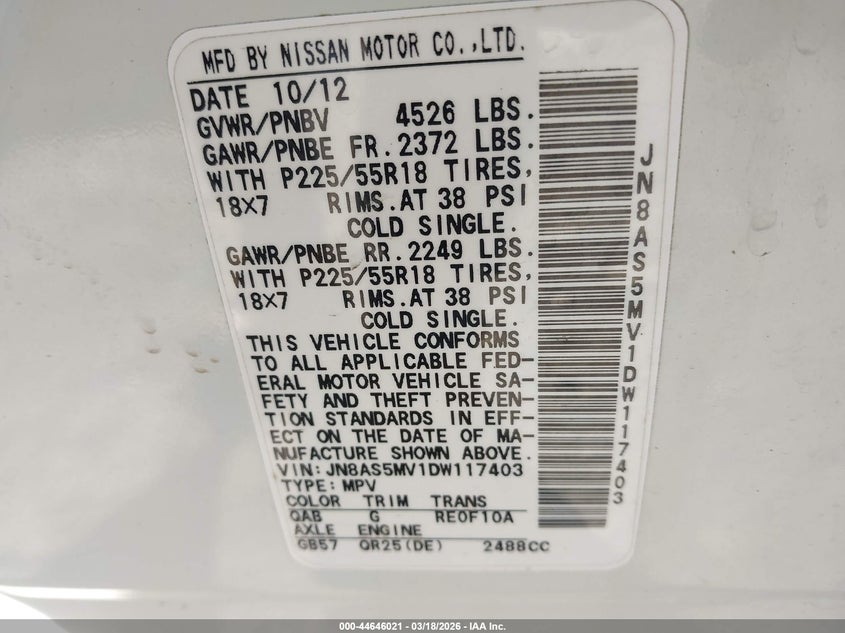 MFD BY NISSAN MOTOR CO.,LTD.
DATE 10/12
GVWR/PNBV 4526 LBS.
GAWR/PNBE FR.2372 LBS.
WITH P225/55R18 TIRES,
18X7 RIMS.AT 38 PSI
COLD SINGLE.
GAWR/PNBE RR.2249 LBS.
WITH P225/55R18 TIRES,
18X7 RIMS.AT 38 PSI
COLD SINGLE.
THIS VEHICLE CONFORMS
TO ALL APPLICABLE FED-
ERAL MOTOR VEHICLE SA-
FETY AND THEFT PREVEN-
TION STANDARDS IN EFF-
ECT ON THE DATE OF MA-
NUFACTURE SHOWN ABOVE.
VIN:JN8AS5MV1DW117403
TYPE:MPV
COLOR TRIM TRANS
QAB G RE0F10A
AXLE ENGINE
GB57 QR25(DE) 2488CC
JN8AS5MV1DW117403
000-44646021 - 03/18/2026 - IAA Inc.